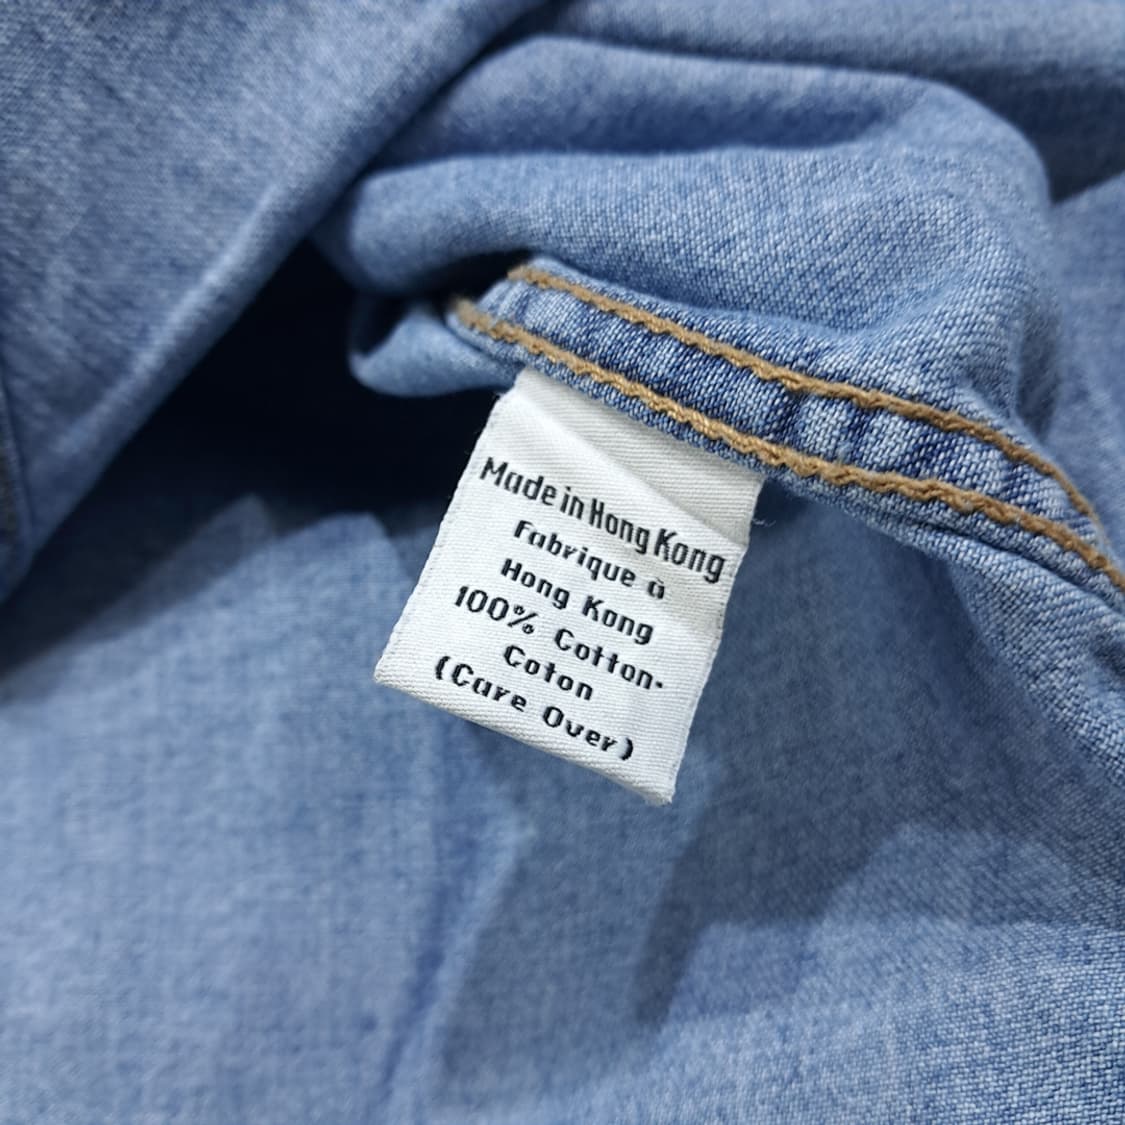 Made in Hong Kong
Fabrique à
Hong Kong
100% Cotton-
Coton
(Care Over)